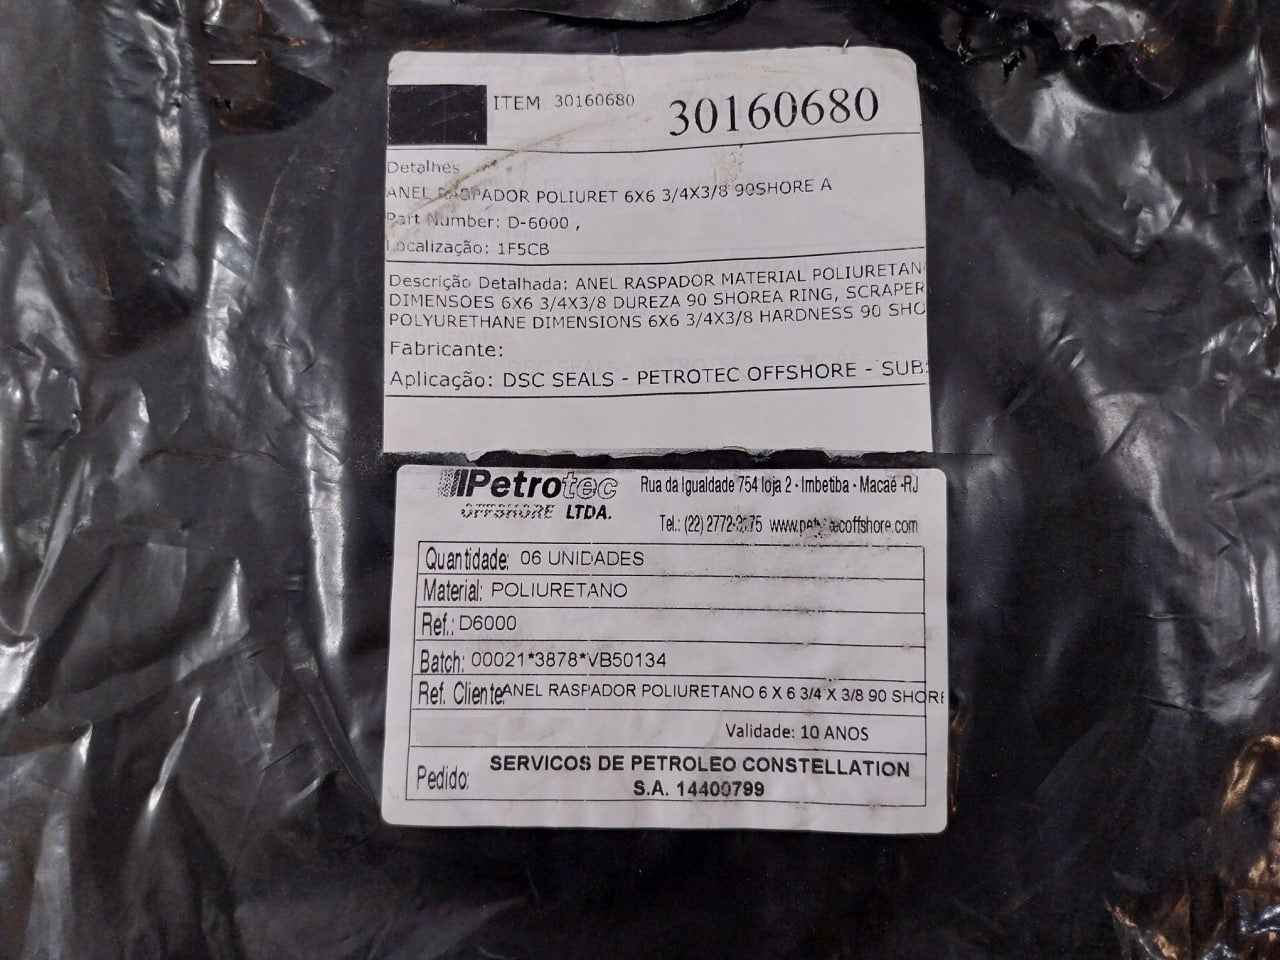 ITEM 30160680 30160680
Detalhes
ANEL RASPADOR POLIURET 6X6 3/4X3/8 90SHORE A
Part Number: D-6000 ,
Localização: 1F5CB
Descrição Detalhada: ANEL RASPADOR MATERIAL POLIURETAN
DIMENSOES 6X6 3/4X3/8 DUREZA 90 SHOREA RING, SCRAPER
POLYURETHANE DIMENSIONS 6X6 3/4X3/8 HARDNESS 90 SHO
Fabricante:
Aplicação: DSC SEALS - PETROTEC OFFSHORE - SUB
Petrotec Rua da Igualdade 754 loja 2 - Imbetiba - Macaé -RJ
OFFSHORE LTDA. Tel.: (22)
Quantidade: 06 UNIDADES
Material: POLIURETANO
Ref.: D6000
Batch: 00021*3878*VB50134
Ref. Cliente: ANEL RASPADOR POLIURETANO 6 X 6 3/4 X 3/8 90 SHORE
Validade: 10 ANOS
SERVICOS DE PETROLEO CONSTELLATION
Pedido: S.A. 14400799